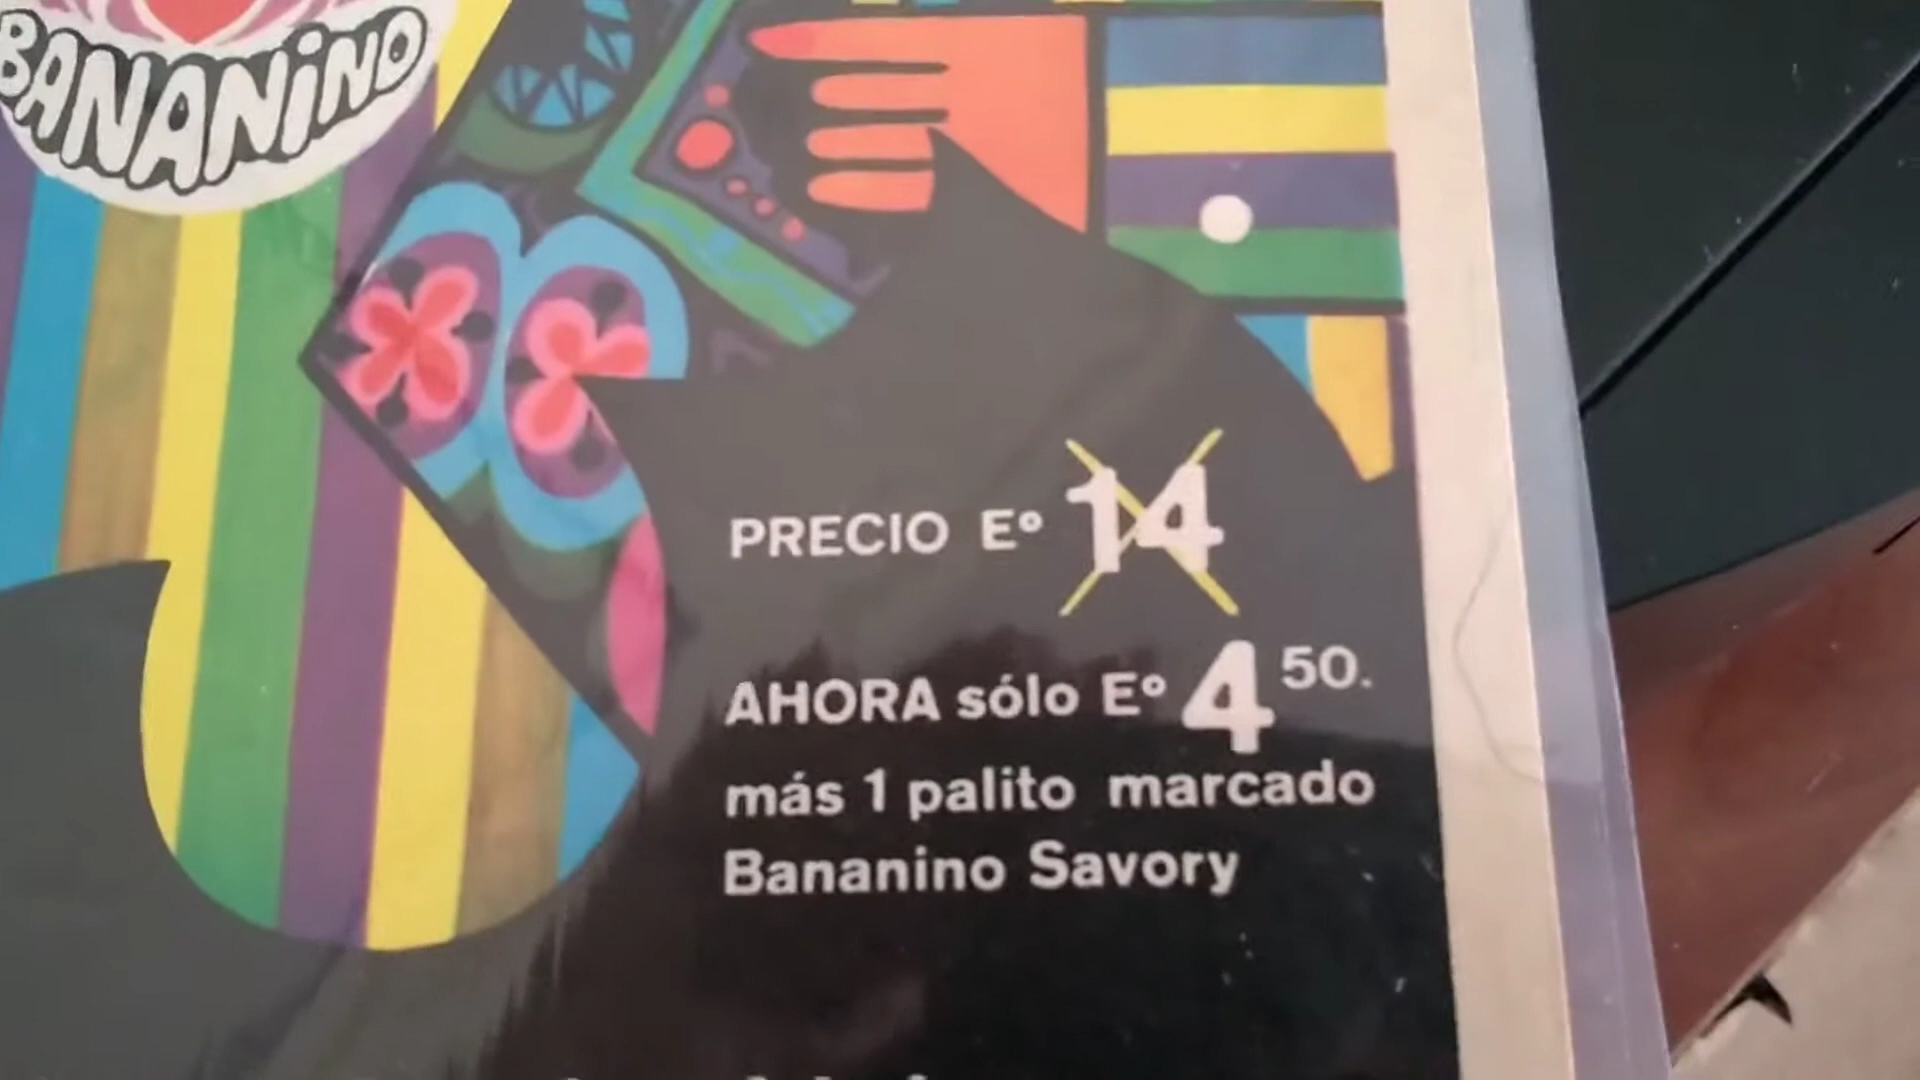 BANANiNO
PRECIO Eº 14
AHORA sólo Eº 4 50.
más 1 palito marcado
Bananino Savory